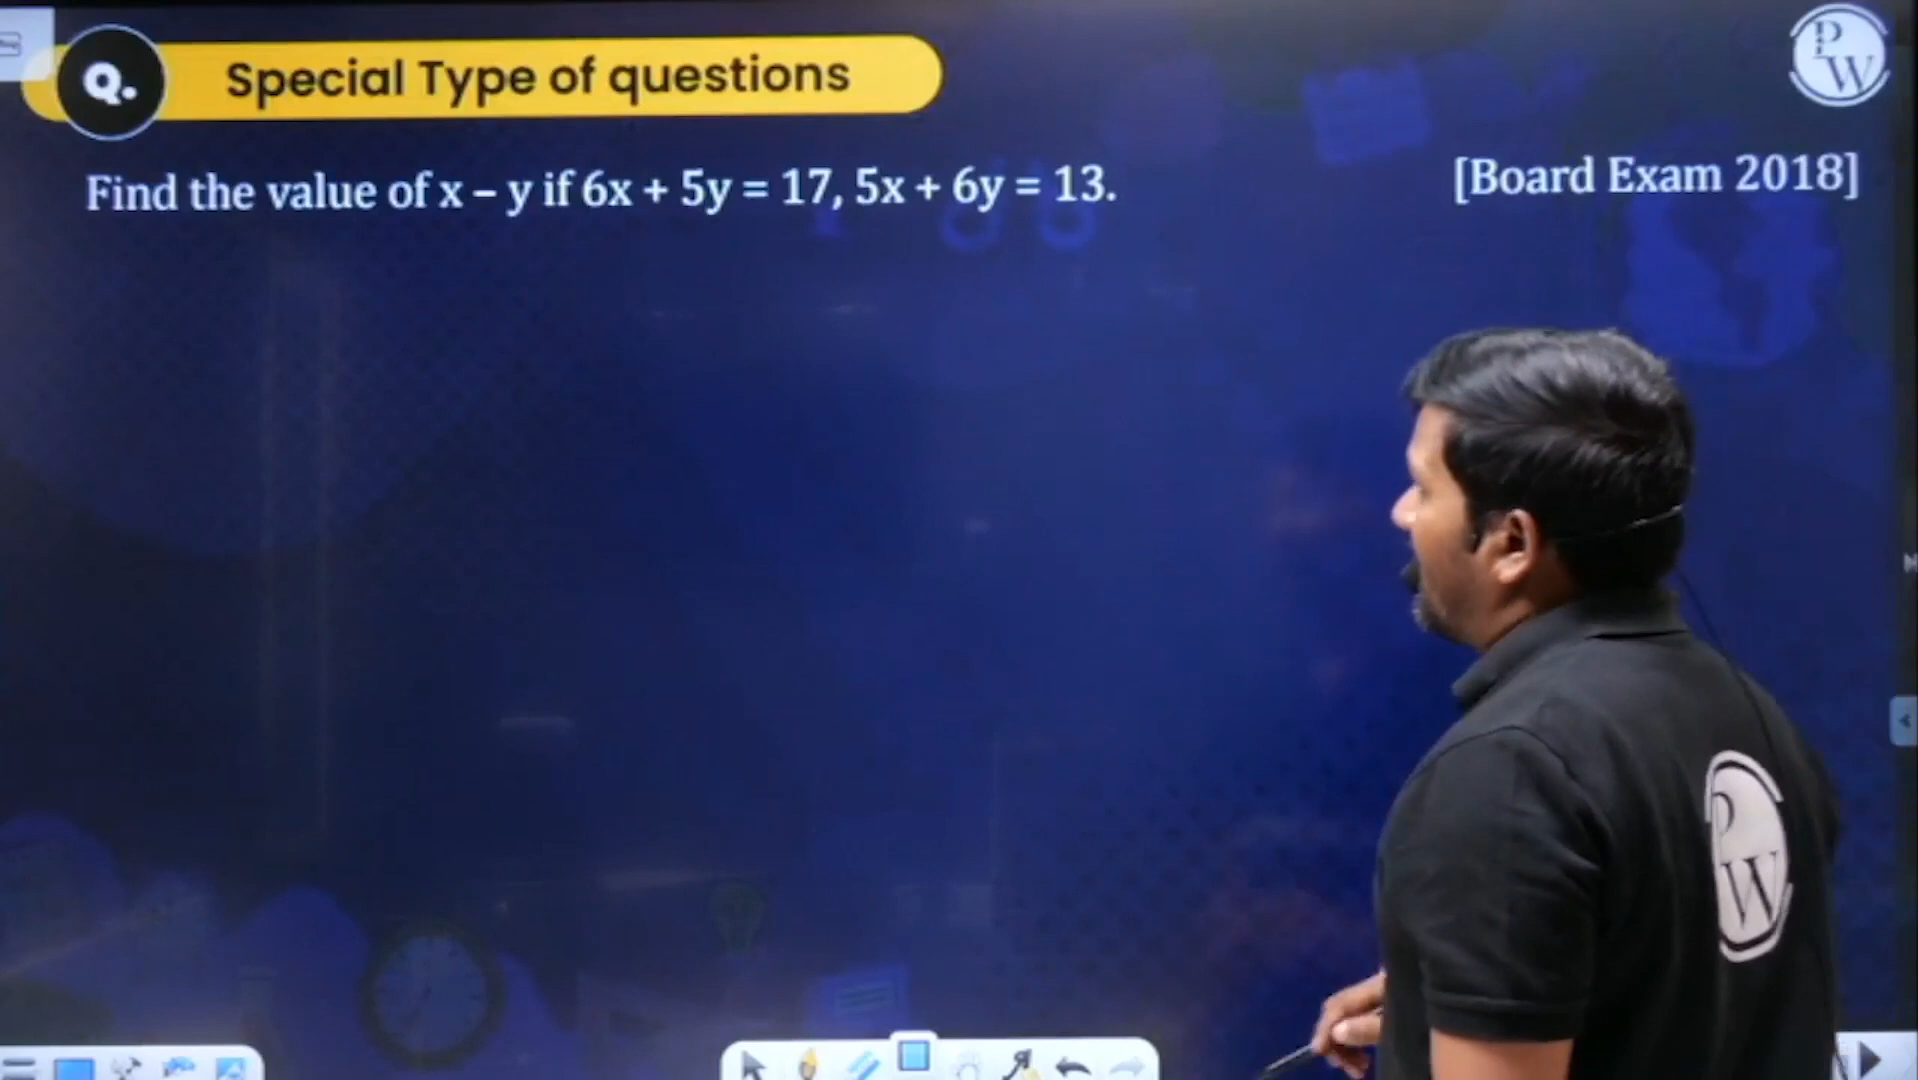 Q.
Special Type of questions
P
W
Find the value of x – y if 6x + 5y = 17, 5x + 6y = 13.
[Board Exam 2018]
P
W